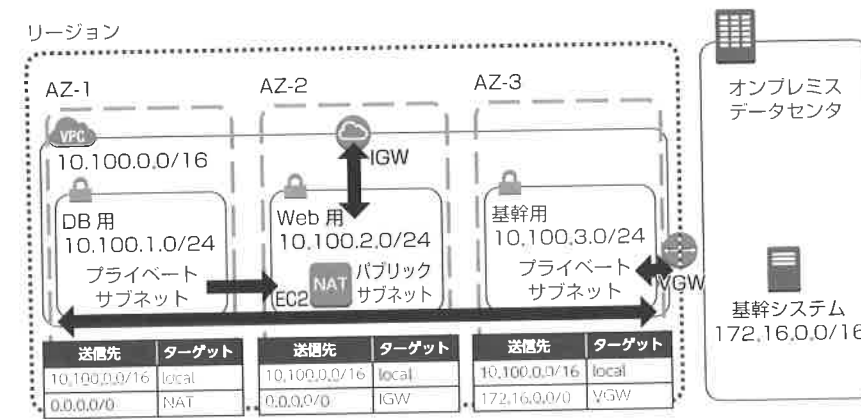 リージョン
AZ-1
AZ-2
AZ-3
オンプレミス
データセンタ
VPC
10.100.0.0/16
IGW
DB 用
10.100.1.0/24
プライベート
サブネット
Web 用
10.100.2.0/24
EC2
NAT
パブリック
サブネット
基幹用
10.100.3.0/24
プライベート
サブネット
VGW
基幹システム
172.16.0.0/16
送信先 ターゲット
10.100.0.0/16 local
0.0.0.0/0 NAT
送信先 ターゲット
10.100.0.0/16 local
0.0.0.0/0 IGW
送信先 ターゲット
10.100.0.0/16 local
172.16.0.0/0 VGW